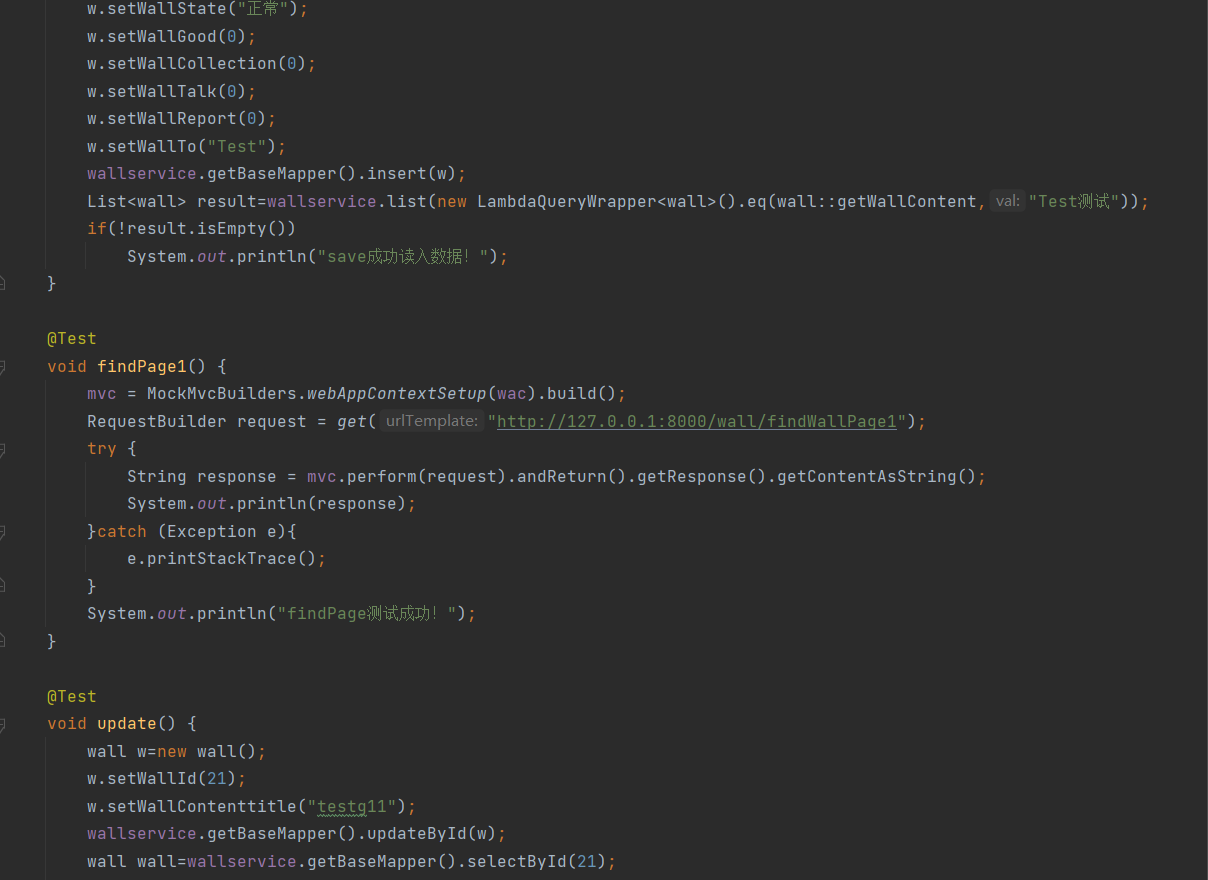 w.setWallState("正常");
w.setWallGood(0);
w.setWallCollection(0);
w.setWallTalk(0);
w.setWallReport(0);
w.setWallTo("Test");
wallservice.getBaseMapper().insert(w);
List<wall> result=wallservice.list(new LambdaQueryWrapper<wall>().eq(wall::getWallContent, val: "Test测试"));
if(!result.isEmpty())
System.out.println("save成功读入数据！");
}
@Test
void findPage1() {
mvc = MockMvcBuilders.webAppContextSetup(wac).build();
RequestBuilder request = get( urlTemplate: "http://127.0.0.1:8000/wall/findWallPage1");
try {
String response = mvc.perform(request).andReturn().getResponse().getContentAsString();
System.out.println(response);
}catch (Exception e){
e.printStackTrace();
}
System.out.println("findPage测试成功！");
}
@Test
void update() {
wall w=new wall();
w.setWallId(21);
w.setWallContenttitle("testg11");
wallservice.getBaseMapper().updateById(w);
wall wall=wallservice.getBaseMapper().selectById(21);